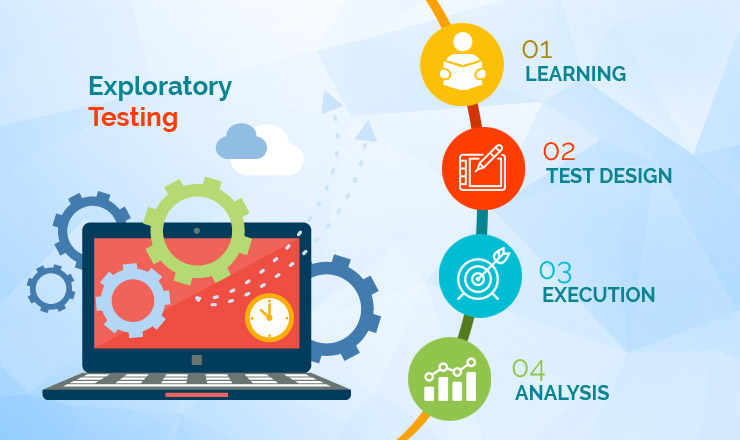 Exploratory
Testing
01
LEARNING
02
TEST DESIGN
03
EXECUTION
04
ANALYSIS